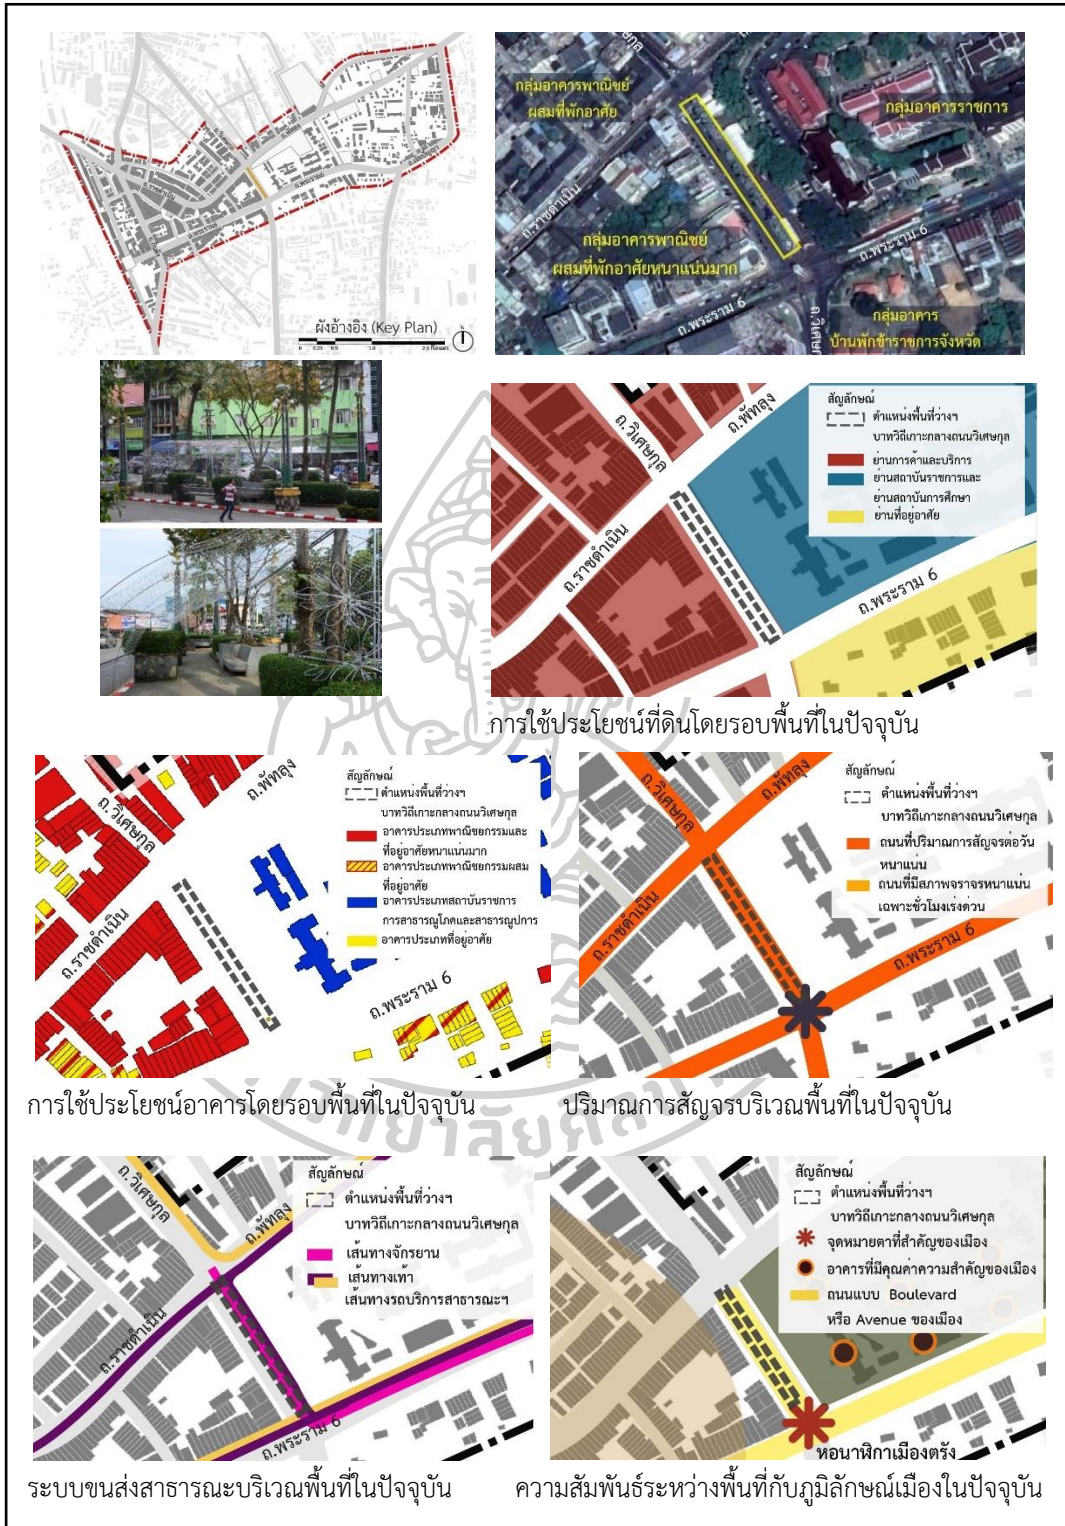 ผังอ้างอิง (Key Plan)
กลุ่มอาคารพาณิชย์
ผสมที่พักอาศัย
กลุ่มอาคารราชการ
ถ.ราชดำเนิน
กลุ่มอาคารพาณิชย์
ผสมที่พักอาศัยหนาแน่นมาก
ถ.พระราม 6
ถ.พระราม 6
กลุ่มอาคาร
บ้านพักข้าราชการจังหวัด
ถ.วิเศษกุล
ถ.พัทลุง
ถ.ราชดำเนิน
ถ.พระราม 6
สัญลักษณ์
ตำแหน่งพื้นที่ว่างฯ
บาทวิถีเกาะกลางถนนวิเศษกุล
ย่านการค้าและบริการ
ย่านสถาบันราชการและ
ย่านสถาบันการศึกษา
ย่านที่อยู่อาศัย
การใช้ประโยชน์ที่ดินโดยรอบพื้นที่ในปัจจุบัน
ถ.วิเศษกุล
ถ.พัทลุง
ถ.ราชดำเนิน
ถ.พระราม 6
สัญลักษณ์
ตำแหน่งพื้นที่ว่างฯ
บาทวิถีเกาะกลางถนนวิเศษกุล
อาคารประเภทพาณิชยกรรมและ
ที่อยู่อาศัยหนาแน่นมาก
อาคารประเภทพาณิชยกรรมผสม
ที่อยู่อาศัย
อาคารประเภทสถาบันราชการ
การสาธารณูโภคและสาธารณูปการ
อาคารประเภทที่อยู่อาศัย
ถ.วิเศษกุล
ถ.พัทลุง
ถ.ราชดำเนิน
ถ.พระราม 6
สัญลักษณ์
ตำแหน่งพื้นที่ว่างฯ
บาทวิถีเกาะกลางถนนวิเศษกุล
ถนนที่ปริมาณการสัญจรต่อวัน
หนาแน่น
ถนนที่มีสภาพจราจรหนาแน่น
เฉพาะชั่วโมงเร่งด่วน
การใช้ประโยชน์อาคารโดยรอบพื้นที่ในปัจจุบัน
ปริมาณการสัญจรบริเวณพื้นที่ในปัจจุบัน
ถ.วิเศษกุล
ถ.พัทลุง
ถ.ราชดำเนิน
ถ.พระราม 6
สัญลักษณ์
ตำแหน่งพื้นที่ว่างฯ
บาทวิถีเกาะกลางถนนวิเศษกุล
เส้นทางจักรยาน
เส้นทางเท้า
เส้นทางรถบริการสาธารณะฯ
สัญลักษณ์
ตำแหน่งพื้นที่ว่างฯ
บาทวิถีเกาะกลางถนนวิเศษกุล
จุดหมายตาที่สำคัญของเมือง
อาคารที่มีคุณค่าความสำคัญของเมือง
ถนนแบบ Boulevard
หรือ Avenue ของเมือง
หอนาฬิกาเมืองตรัง
ระบบขนส่งสาธารณะบริเวณพื้นที่ในปัจจุบัน
ความสัมพันธ์ระหว่างพื้นที่กับภูมิลักษณ์เมืองในปัจจุบัน